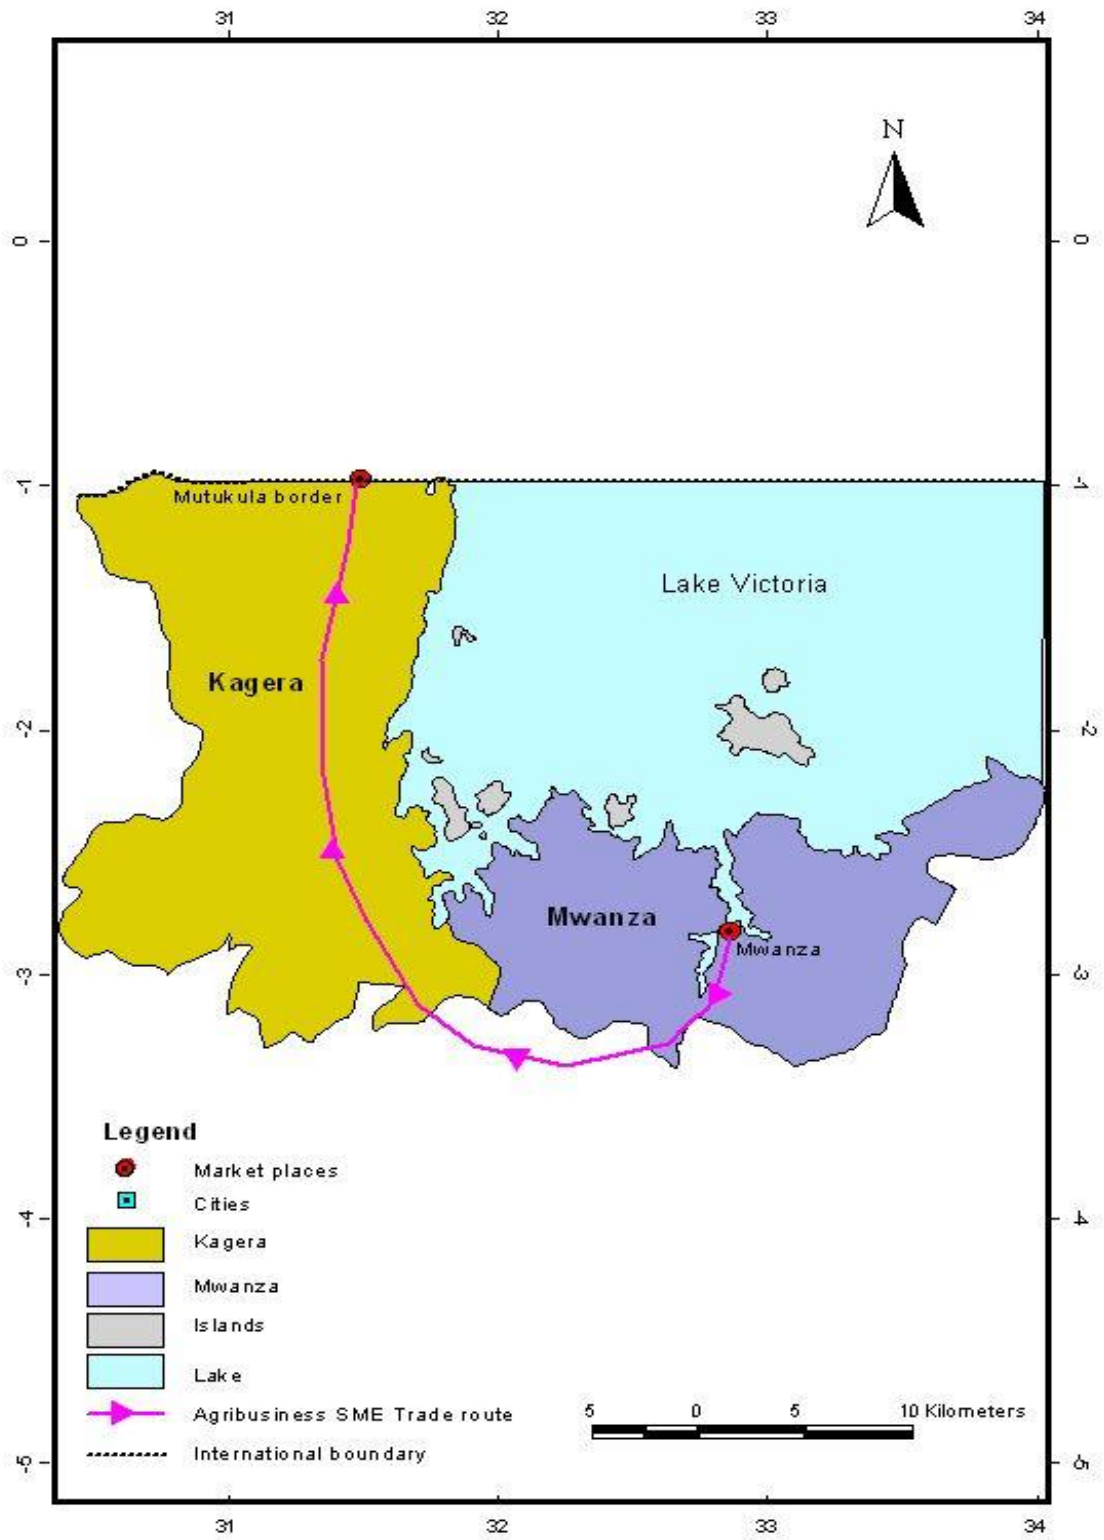 31 32 33 34
N
0 0
-1 -1
Mutukula border
Lake Victoria
Kagera
-2 -2
Mwanza
Mwanza
-3 -3
Legend
Market places
Cities
-4 -4
Kagera
Mwanza
Islands
Lake
Agribusiness SME Trade route
5 0 5 10 Kilometers
International boundary
-5 -5
31 32 33 34